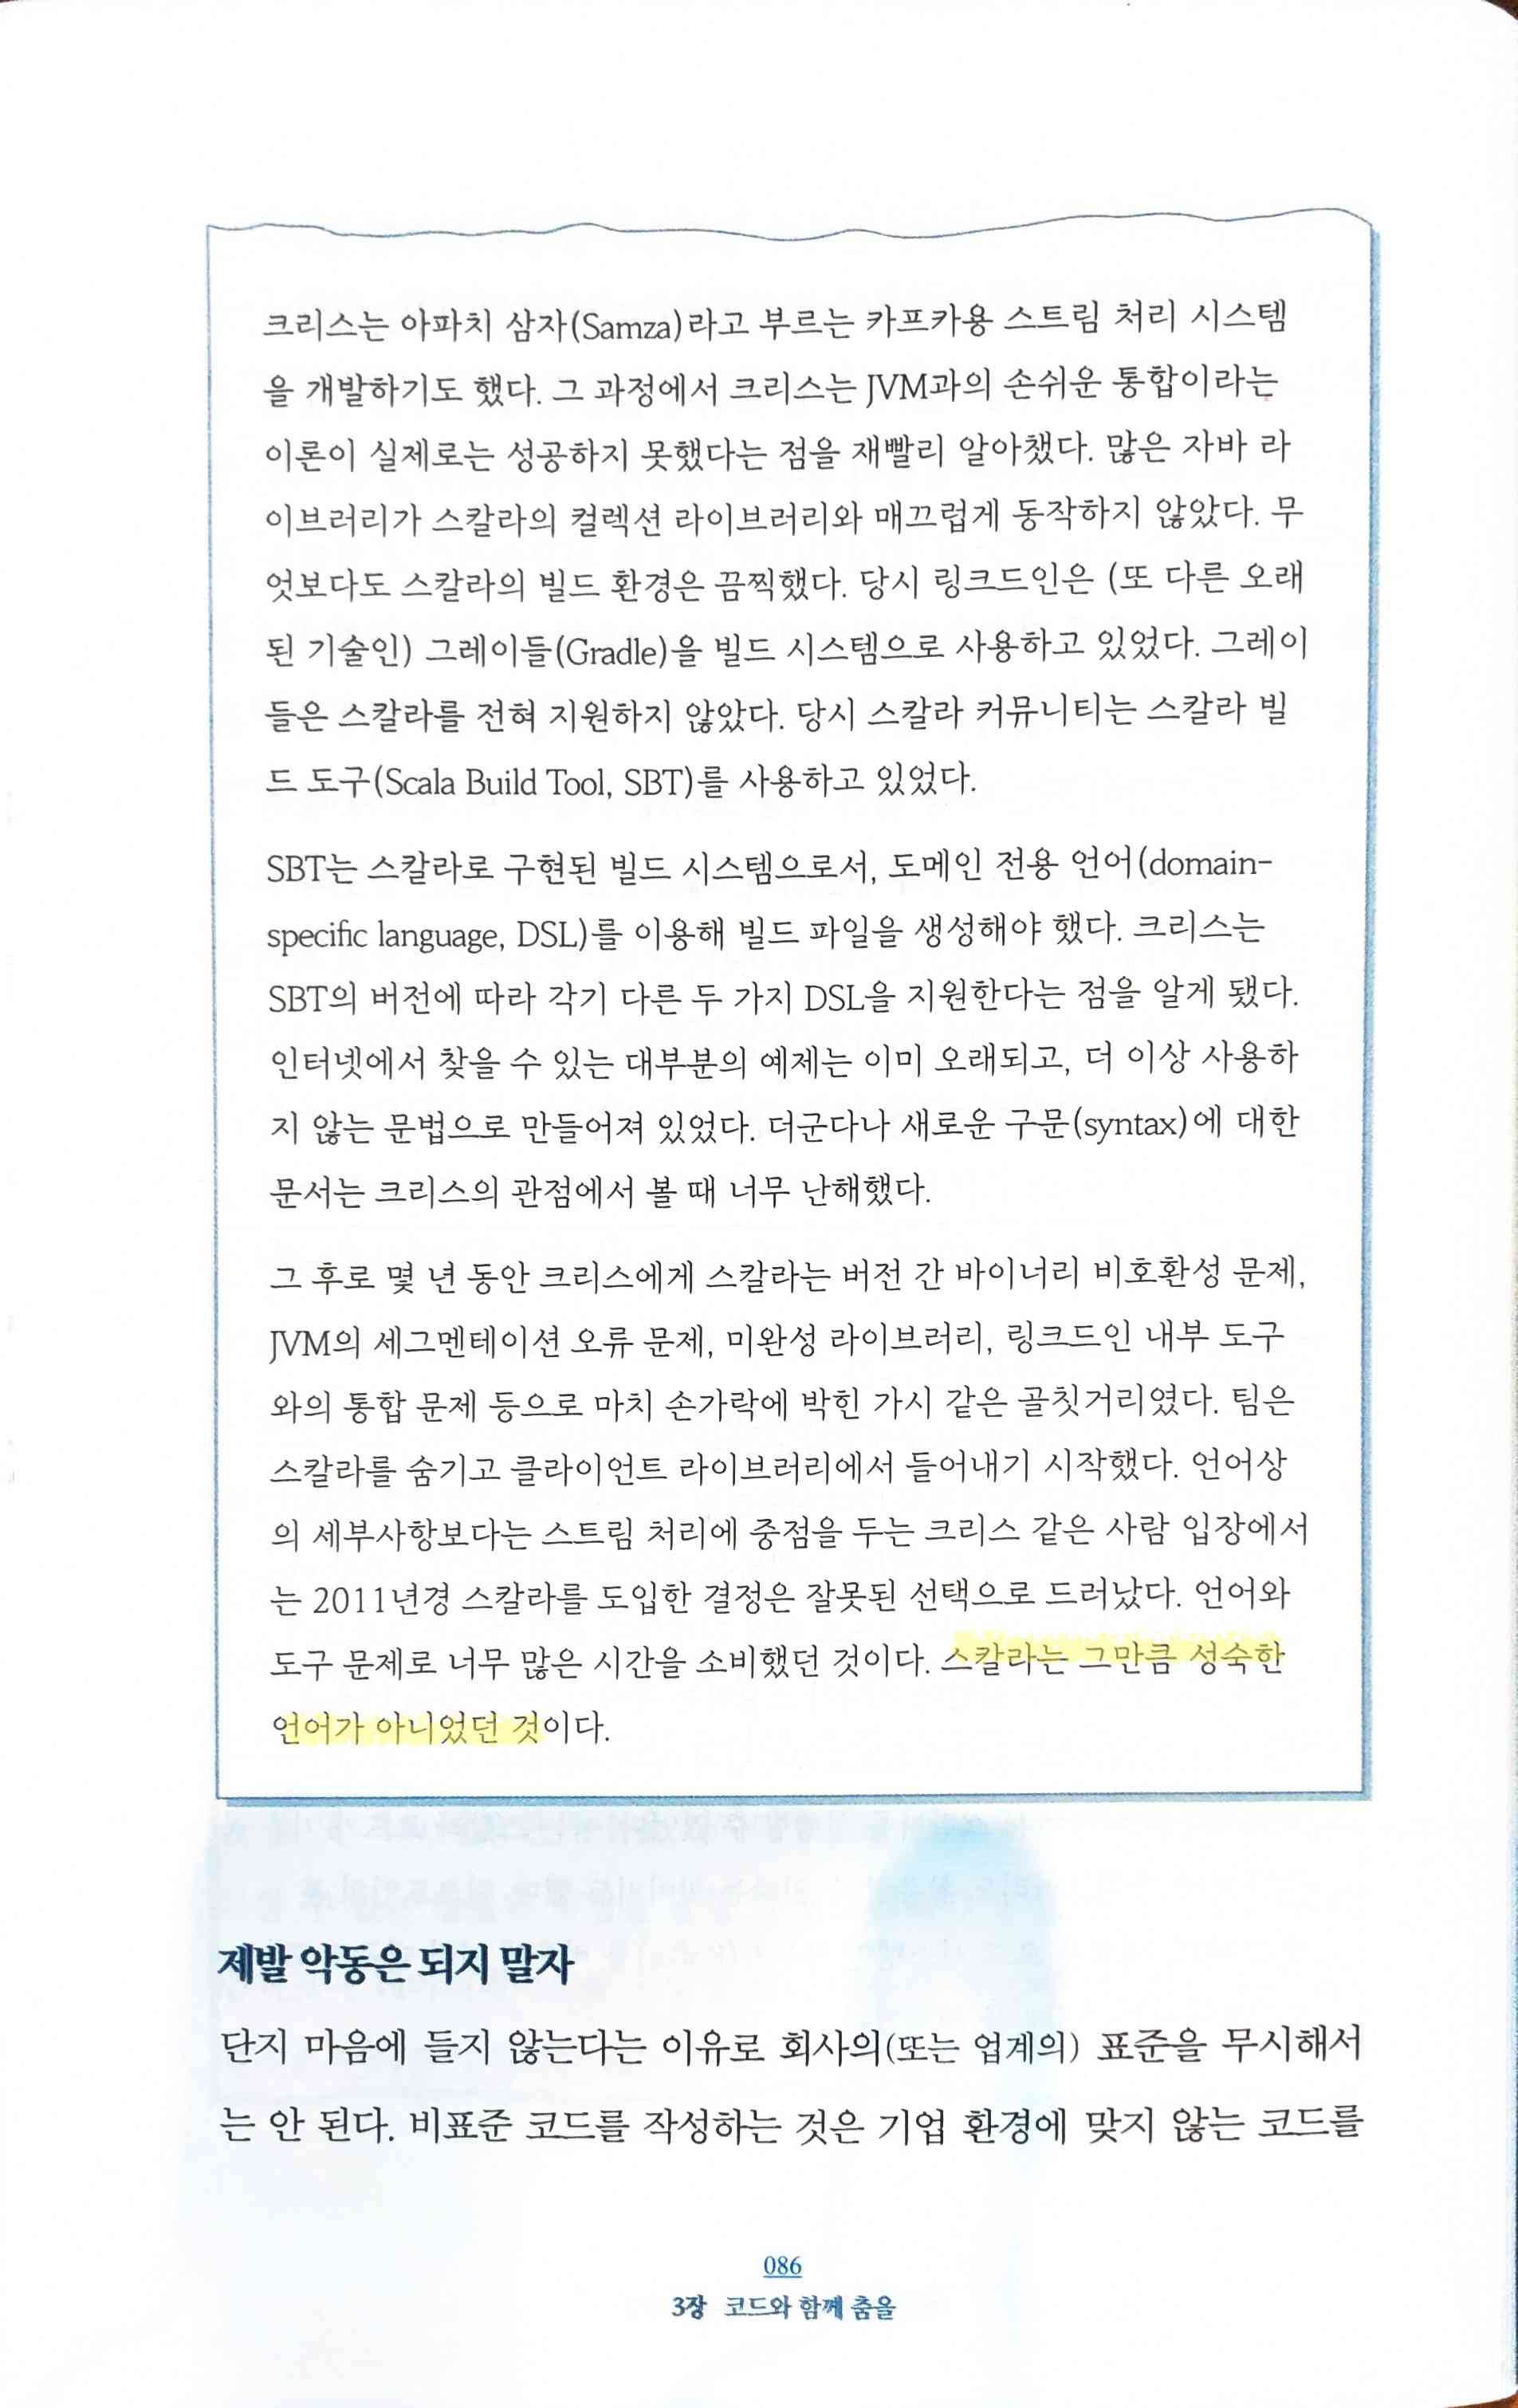 크리스는 아파치 삼자(Samza)라고 부르는 카프카용 스트림 처리 시스템
을 개발하기도 했다. 그 과정에서 크리스는 JVM과의 손쉬운 통합이라는
이론이 실제로는 성공하지 못했다는 점을 재빨리 알아챘다. 많은 자바 라
이브러리가 스칼라의 컬렉션 라이브러리와 매끄럽게 동작하지 않았다. 무
엇보다도 스칼라의 빌드 환경은 끔찍했다. 당시 링크드인은 (또 다른 오래
된 기술인) 그레이들(Gradle)을 빌드 시스템으로 사용하고 있었다. 그레이
들은 스칼라를 전혀 지원하지 않았다. 당시 스칼라 커뮤니티는 스칼라 빌
드 도구(Scala Build Tool, SBT)를 사용하고 있었다.
SBT는 스칼라로 구현된 빌드 시스템으로서, 도메인 전용 언어(domain-
specific language, DSL)를 이용해 빌드 파일을 생성해야 했다. 크리스는
SBT의 버전에 따라 각기 다른 두 가지 DSL을 지원한다는 점을 알게 됐다.
인터넷에서 찾을 수 있는 대부분의 예제는 이미 오래되고, 더 이상 사용하
지 않는 문법으로 만들어져 있었다. 더군다나 새로운 구문(syntax)에 대한
문서는 크리스의 관점에서 볼 때 너무 난해했다.
그 후로 몇 년 동안 크리스에게 스칼라는 버전 간 바이너리 비호환성 문제,
JVM의 세그멘테이션 오류 문제, 미완성 라이브러리, 링크드인 내부 도구
와의 통합 문제 등으로 마치 손가락에 박힌 가시 같은 골칫거리였다. 팀은
스칼라를 숨기고 클라이언트 라이브러리에서 들어내기 시작했다. 언어상
의 세부사항보다는 스트림 처리에 중점을 두는 크리스 같은 사람 입장에서
는 2011년경 스칼라를 도입한 결정은 잘못된 선택으로 드러났다. 언어와
도구 문제로 너무 많은 시간을 소비했던 것이다. 스칼라는 그만큼 성숙한
언어가 아니었던 것이다.
제발 악동은 되지 말자
단지 마음에 들지 않는다는 이유로 회사의(또는 업계의) 표준을 무시해서
는 안 된다. 비표준 코드를 작성하는 것은 기업 환경에 맞지 않는 코드를
086
3장 코드와 함께 춤을